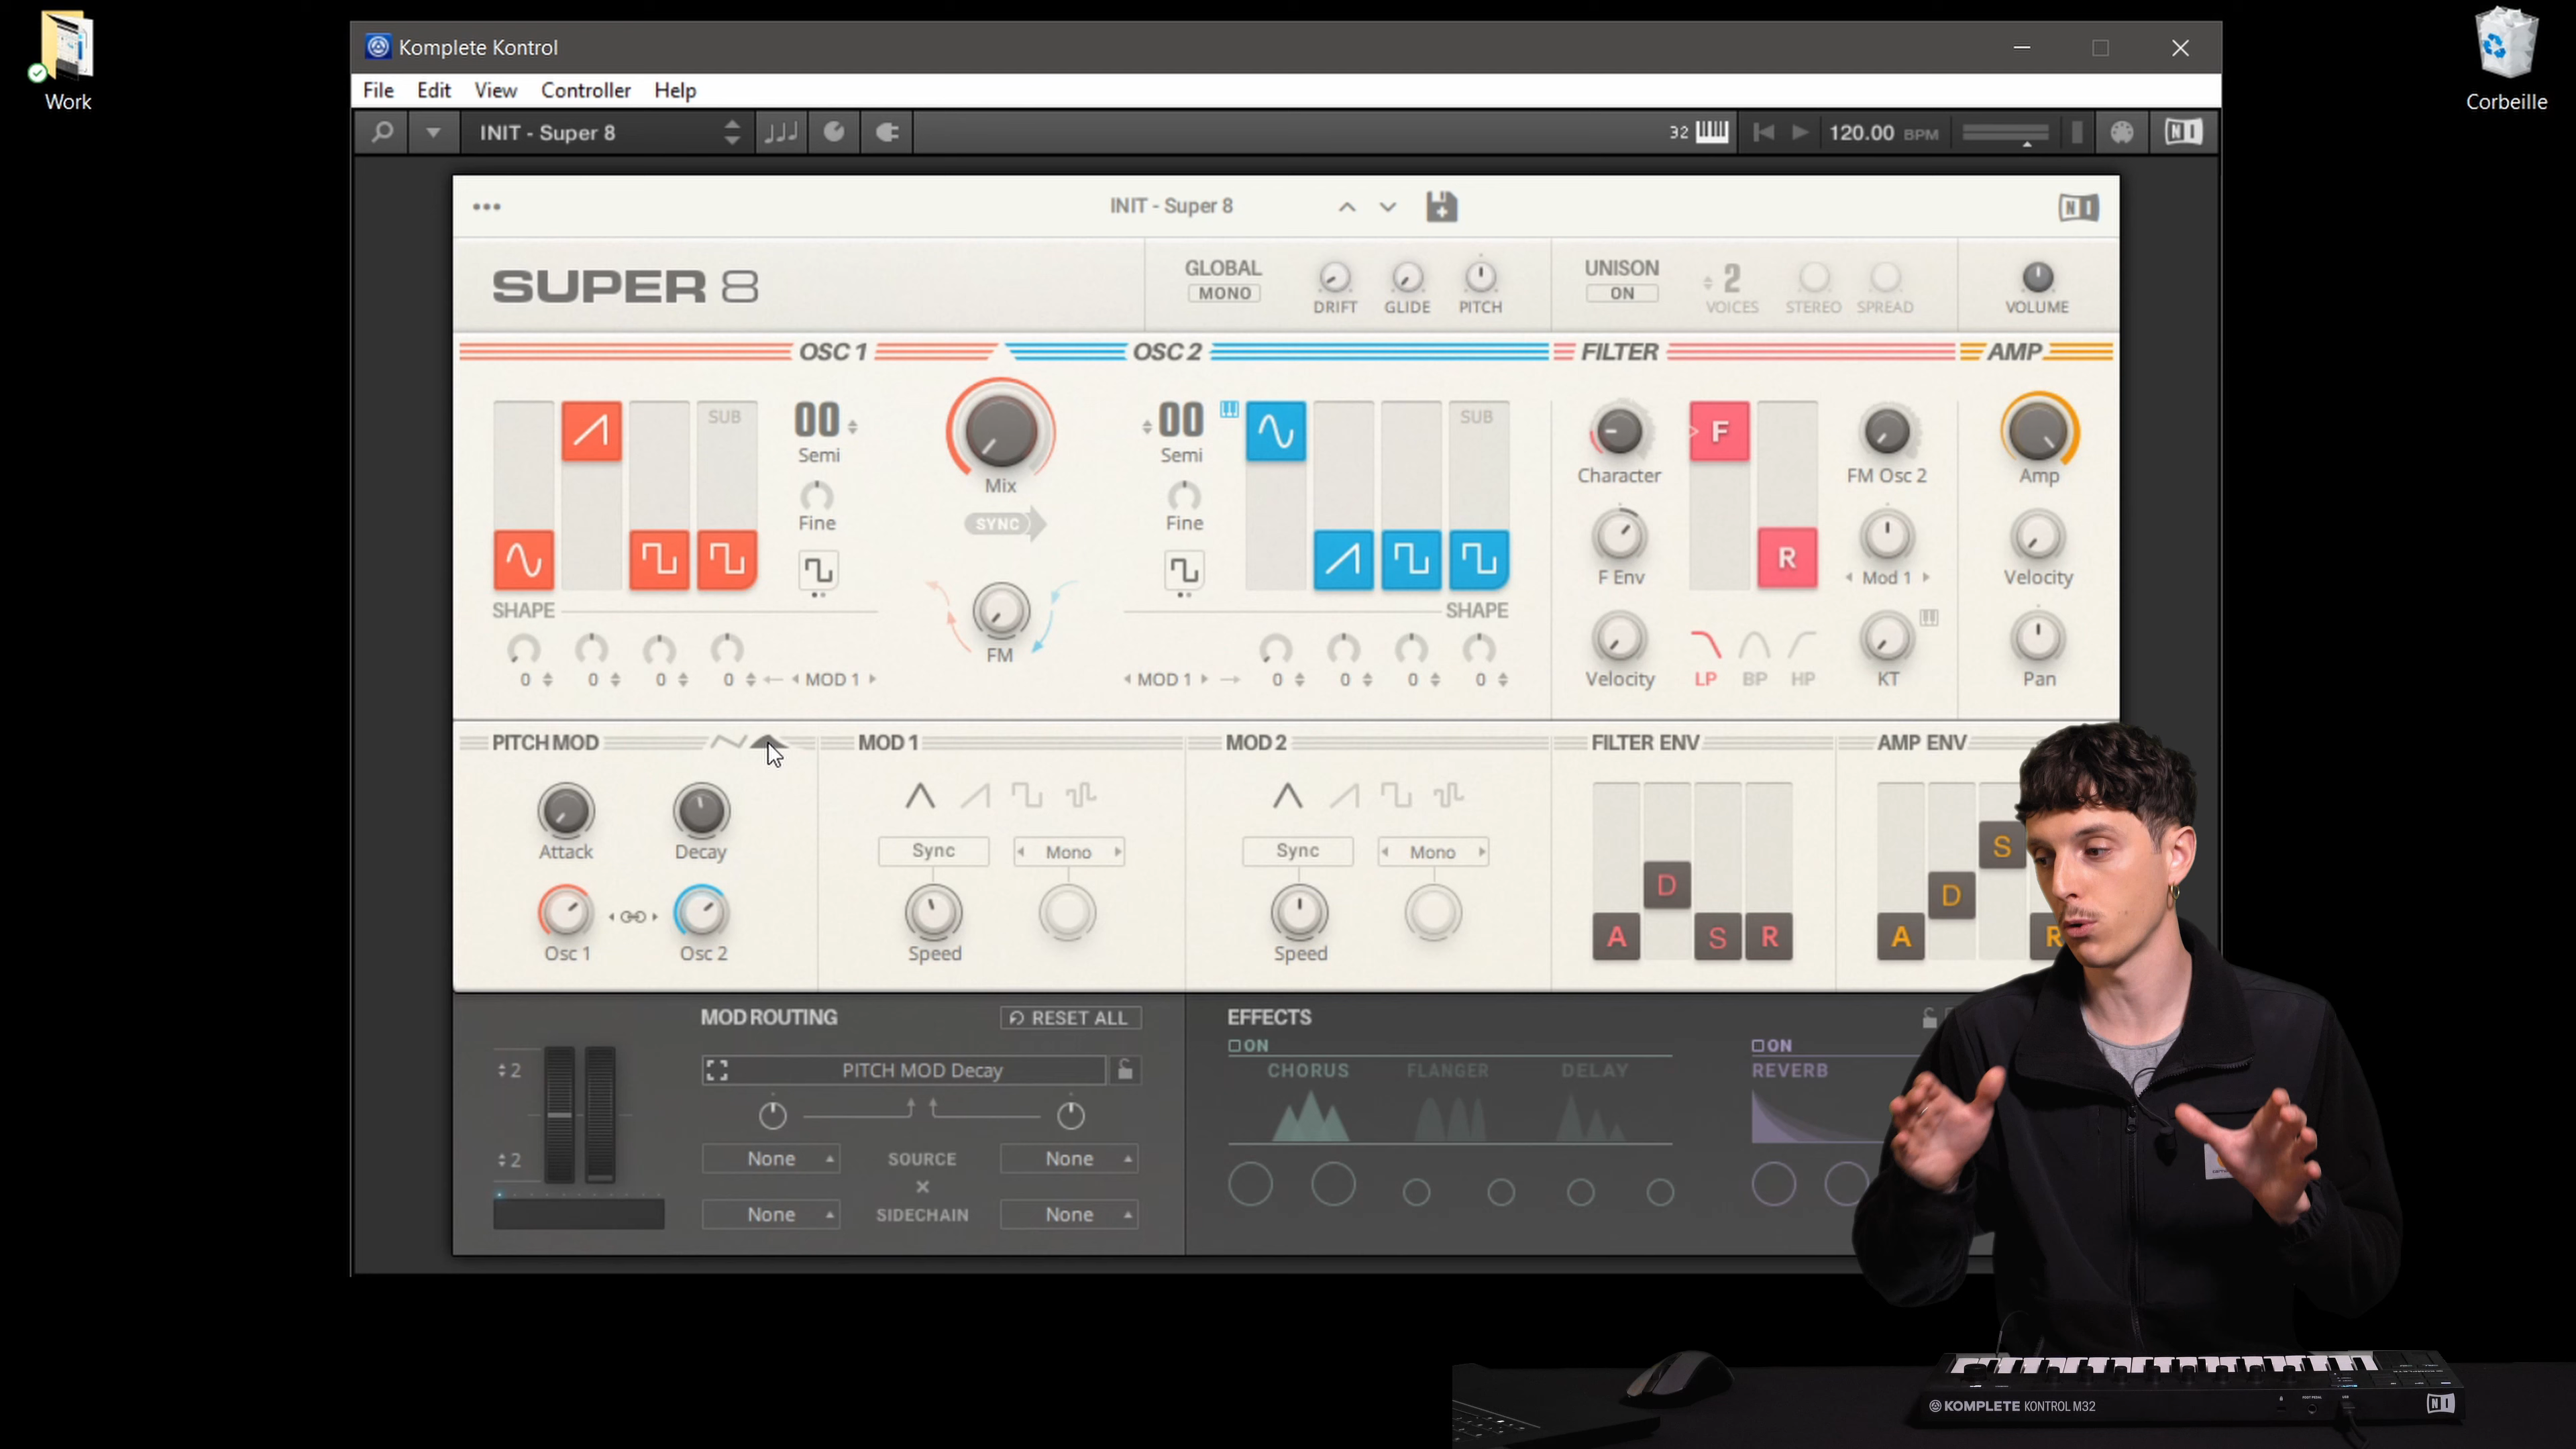 Work
Corbeille
Komplete Kontrol
File Edit View Controller Help
INIT - Super 8
32
120.00 BPM
INIT - Super 8
SUPER 8
GLOBAL
MONO
DRIFT GLIDE PITCH
UNISON
ON
2
VOICES STEREO SPREAD
VOLUME
OSC 1
OSC 2
FILTER
AMP
SUB
00
Semi
Fine
Mix
SYNC
FM
00
Semi
Fine
SUB
SHAPE
0 0 0 0 MOD 1
SHAPE
MOD 1 0 0 0 0
Character
F Env
Velocity
F
R
LP BP HP
FM Osc 2
Mod 1
KT
Amp
Velocity
Pan
PITCH MOD
Attack Decay
Osc 1 Osc 2
MOD 1
Sync Mono
Speed
MOD 2
Sync Mono
Speed
FILTER ENV
A D S R
AMP ENV
A D S R
2
2
MOD ROUTING
RESET ALL
PITCH MOD Decay
None SOURCE None
×
None SIDECHAIN None
EFFECTS
ON
CHORUS FLANGER DELAY
ON
REVERB
KOMPLETE KONTROL M32